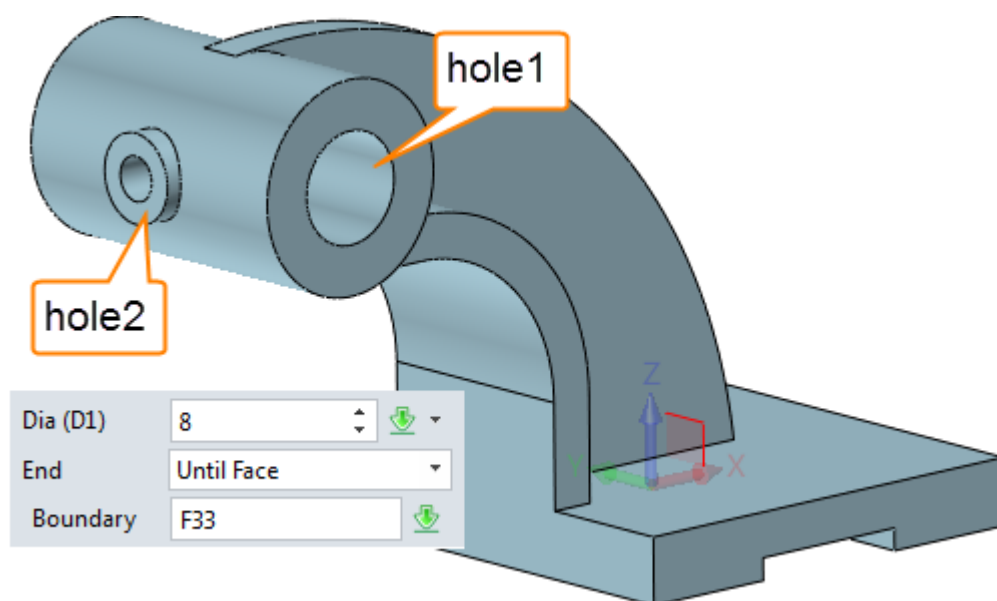 hole1
hole2
Dia (D1) 8
End Until Face
Boundary F33
Z
Y X